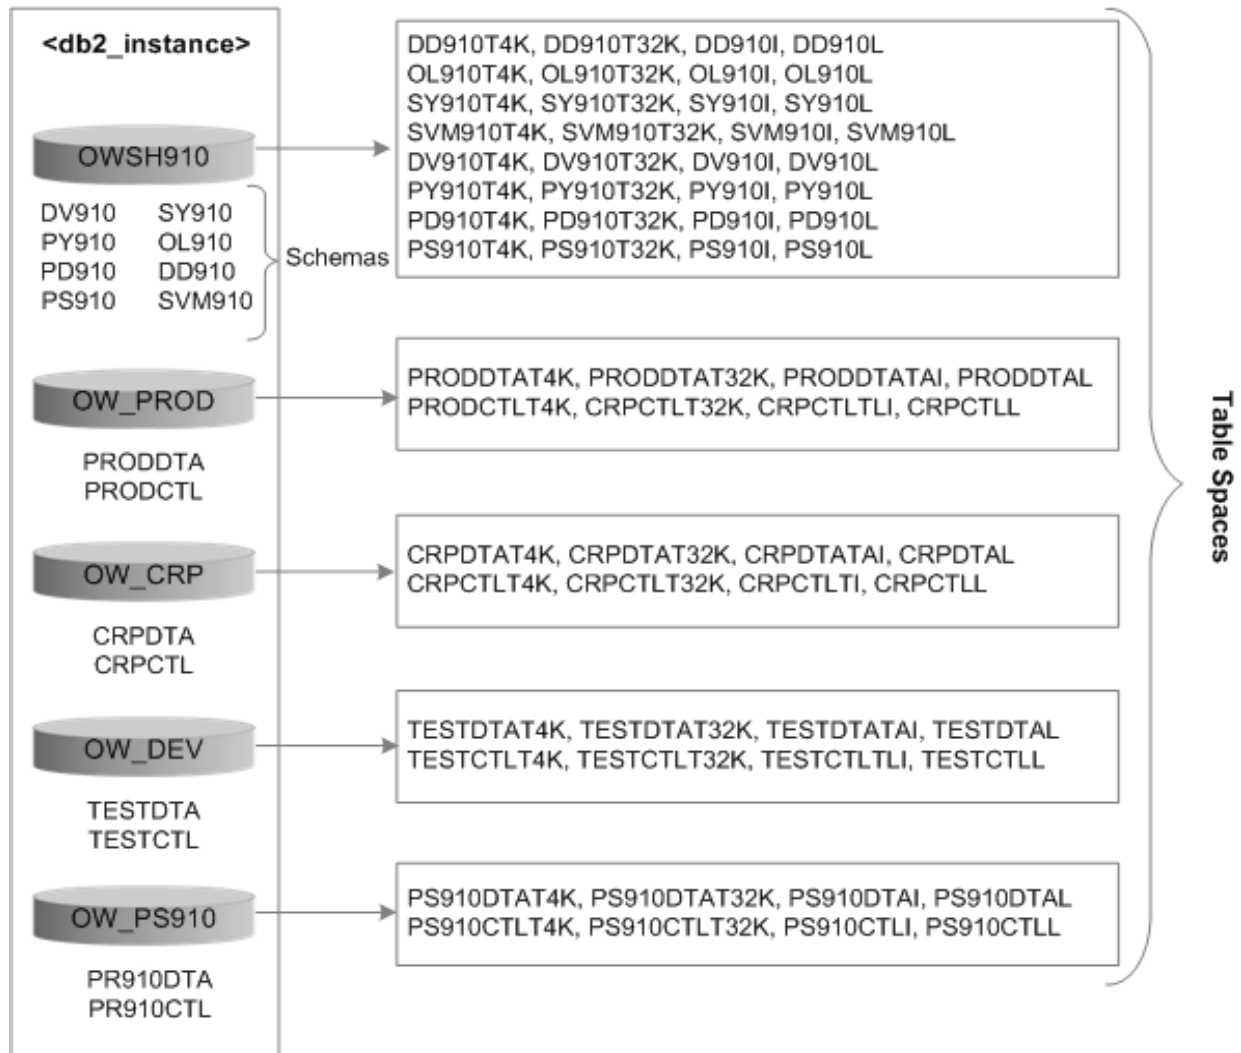 <db2_instance>
OWSH910
DV910 SY910
PY910 OL910
PD910 DD910
PS910 SVM910
Schemas
DD910T4K, DD910T32K, DD910I, DD910L
OL910T4K, OL910T32K, OL910I, OL910L
SY910T4K, SY910T32K, SY910I, SY910L
SVM910T4K, SVM910T32K, SVM910I, SVM910L
DV910T4K, DV910T32K, DV910I, DV910L
PY910T4K, PY910T32K, PY910I, PY910L
PD910T4K, PD910T32K, PD910I, PD910L
PS910T4K, PS910T32K, PS910I, PS910L
OW_PROD
PRODDTA
PRODCTL
PRODDTAT4K, PRODDTAT32K, PRODDTATAI, PRODDTAL
PRODCTLT4K, CRPCTLT32K, CRPCTLTLI, CRPCTLL
OW_CRP
CRPDTA
CRPCTL
CRPDTAT4K, CRPDTAT32K, CRPDTATAI, CRPDTAL
CRPCTLT4K, CRPCTLT32K, CRPCTLTI, CRPCTLL
OW_DEV
TESTDTA
TESTCTL
TESTDTAT4K, TESTDTAT32K, TESTDTATAI, TESTDTAL
TESTCTLT4K, TESTCTLT32K, TESTCTLTLI, TESTCTLL
OW_PS910
PR910DTA
PR910CTL
PS910DTAT4K, PS910DTAT32K, PS910DTAI, PS910DTAL
PS910CTLT4K, PS910CTLT32K, PS910CTLI, PS910CTLL
Table Spaces